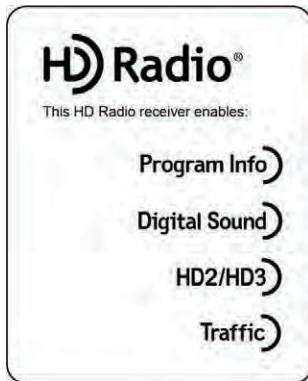 HD Radio®
This HD Radio receiver enables:
Program Info
Digital Sound
HD2/HD3
Traffic